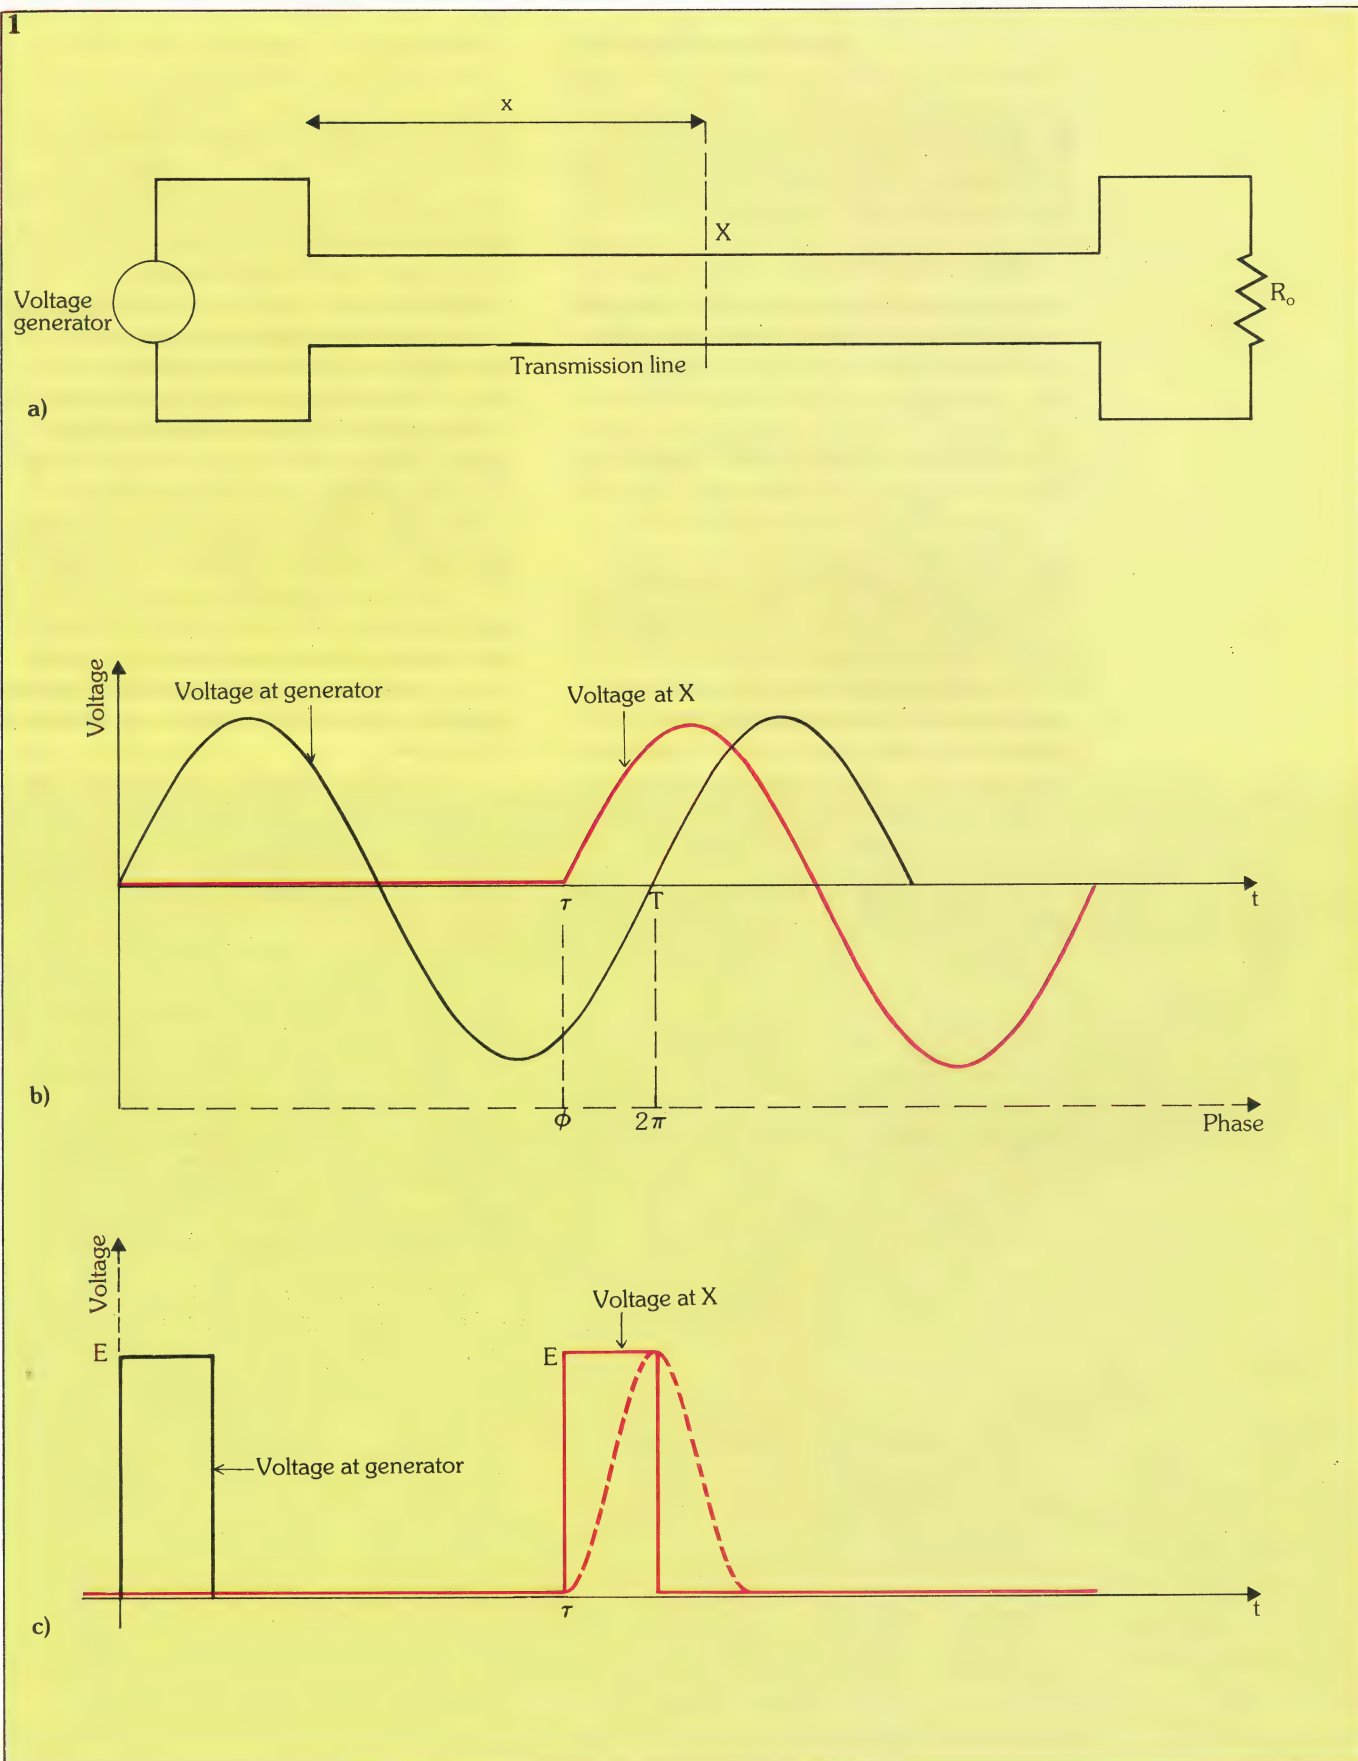 1
x
X
Voltage
generator
R₀
Transmission line
a)
Voltage
Voltage at generator
Voltage at X
τ
T
t
b)
ϕ
2π
Phase
Voltage
Voltage at X
E
E
Voltage at generator
τ
t
c)